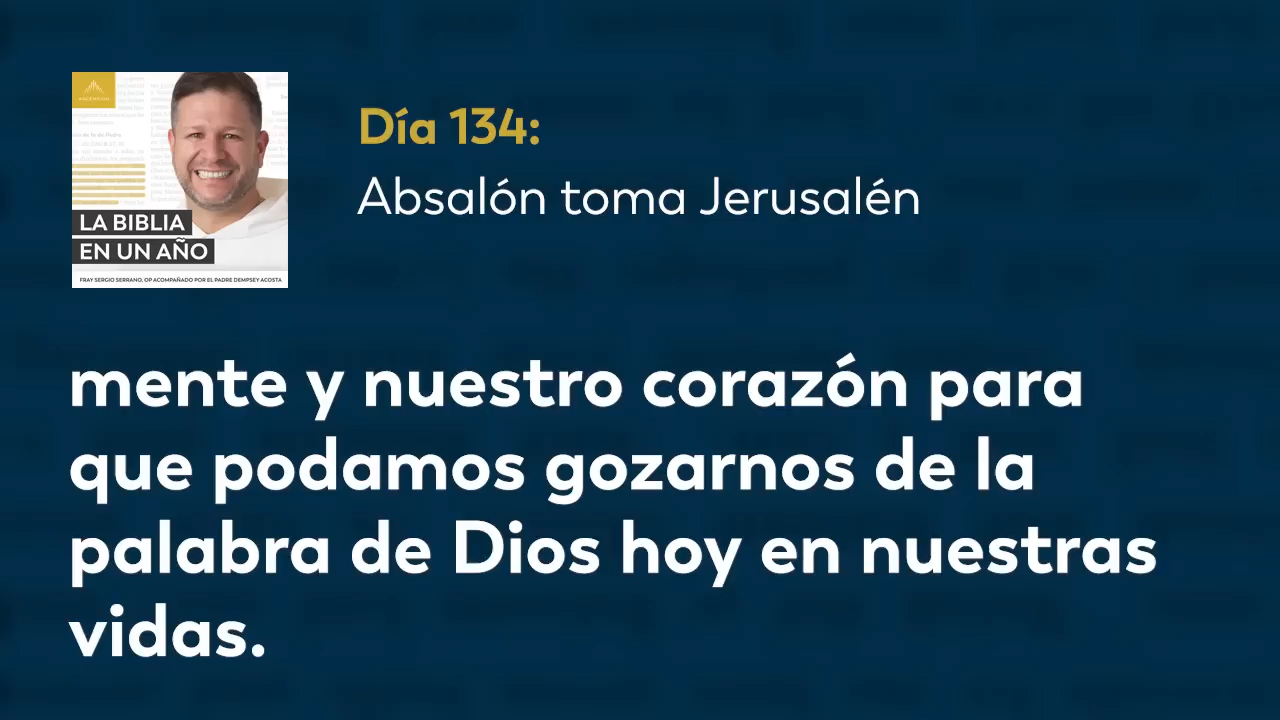 ASCENSION
Día 134:
Absalón toma Jerusalén
LA BIBLIA
EN UN AÑO
FRAY SERGIO SERRANO, OP ACOMPAÑADO POR EL PADRE DEMPSEY ACOSTA
mente y nuestro corazón para
que podamos gozarnos de la
palabra de Dios hoy en nuestras
vidas.